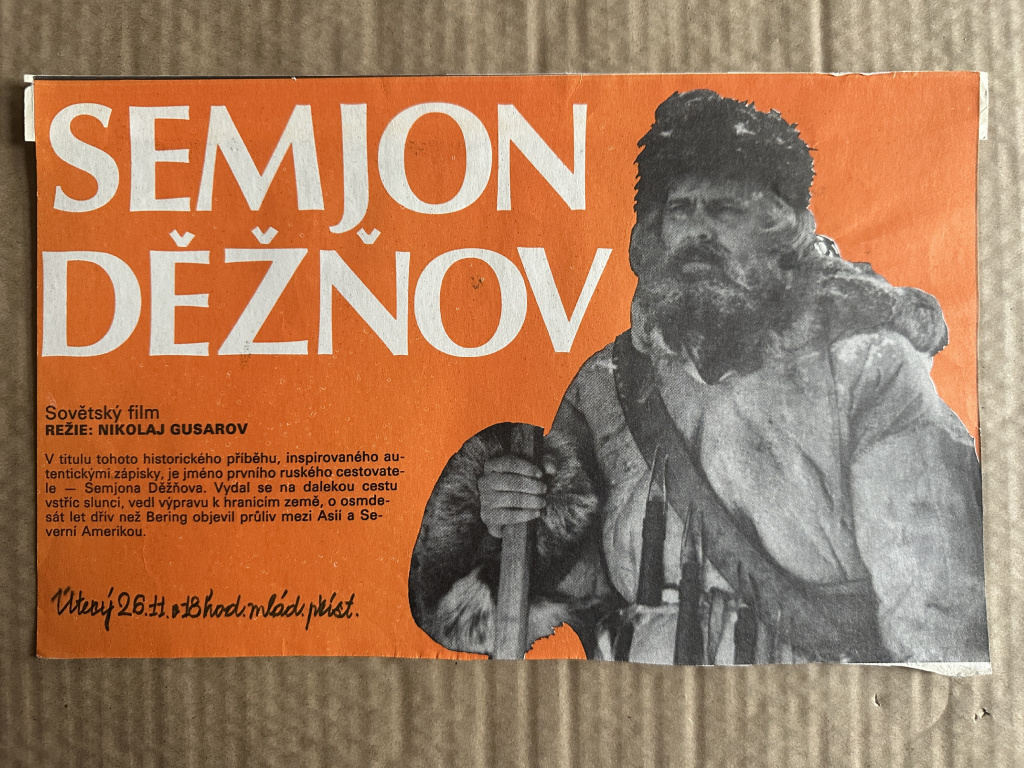 SEMJON
DĚŽŇOV
Sovětský film
REŽIE: NIKOLAJ GUSAROV
V titulu tohoto historického příběhu, inspirovaného au-
tentickými zápisky, je jméno prvního ruského cestovate-
le — Semjona Děžňova. Vydal se na dalekou cestu
vstříc slunci, vedl výpravu k hranicím země, o osmde-
sát let dřív než Bering objevil průliv mezi Asií a Se-
verní Amerikou.
Úterý 26. 11. o 18 hod. mlád. příst.